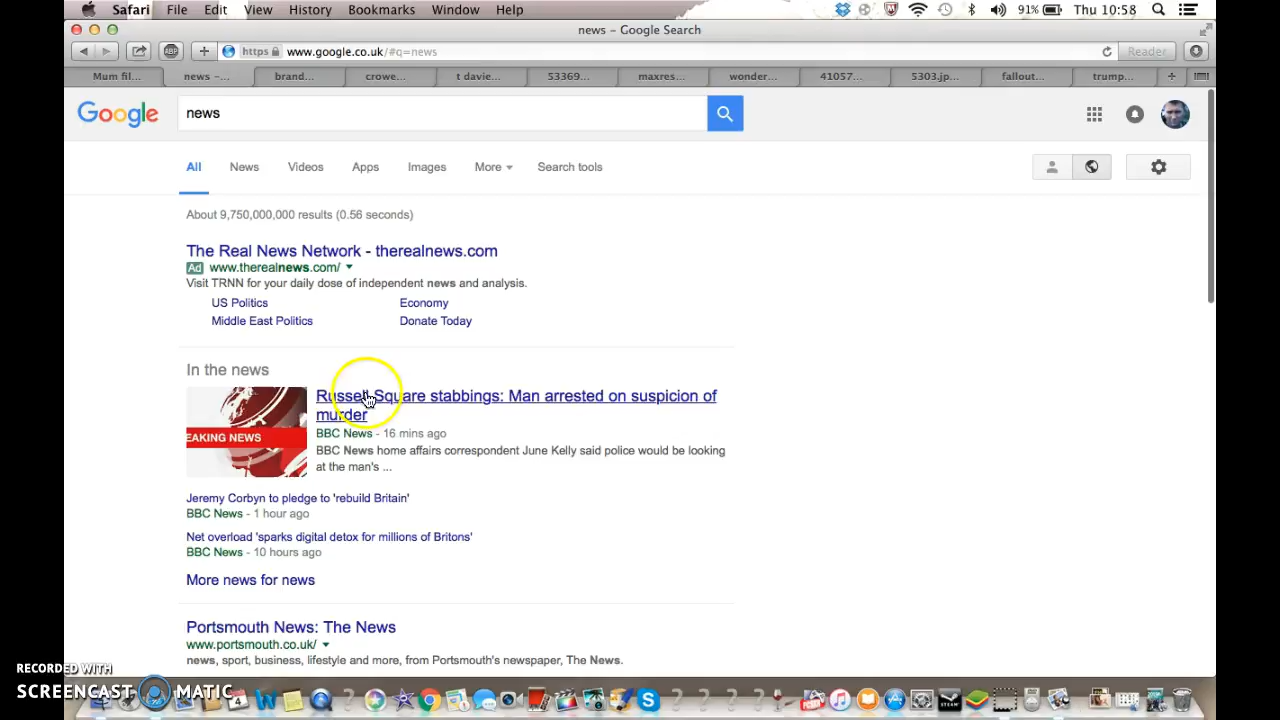 Safari File Edit View History Bookmarks Window Help 91% Thu 10:58
news – Google Search
ABP + https www.google.co.uk/#q=news Reader
Mum fil... news –... brand... crowe... t davie... 53369... maxres... wonder... 41057... 5303.jp... fallout... trump... +
Google news
All News Videos Apps Images More Search tools
About 9,750,000,000 results (0.56 seconds)
The Real News Network - therealnews.com
Ad www.therealnews.com/
Visit TRNN for your daily dose of independent news and analysis.
US Politics Economy
Middle East Politics Donate Today
In the news
Russell Square stabbings: Man arrested on suspicion of
murder
EAKING NEWS
BBC News - 16 mins ago
BBC News home affairs correspondent June Kelly said police would be looking
at the man's ...
Jeremy Corbyn to pledge to 'rebuild Britain'
BBC News - 1 hour ago
Net overload 'sparks digital detox for millions of Britons'
BBC News - 10 hours ago
More news for news
Portsmouth News: The News
www.portsmouth.co.uk/
news, sport, business, lifestyle and more, from Portsmouth's newspaper, The News.
RECORDED WITH
SCREENCAST MATIC